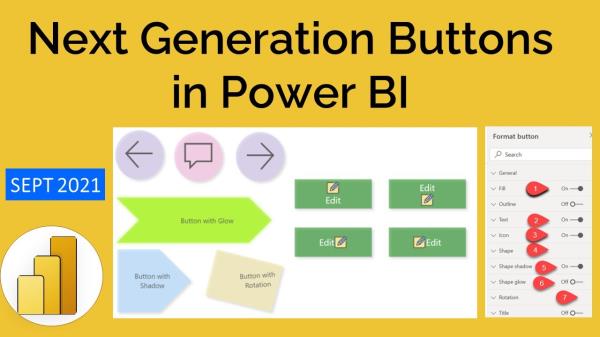 Next Generation Buttons
in Power BI
SEPT 2021
Button with Glow
Button with
Shadow
Button with
Rotation
Edit
Edit
Edit
Edit
Format button
Search
General
Fill 1 On
Outline Off
Text 2 On
Icon 3 On
Shape 4
Shape shadow 5 On
Shape glow 6 Off
Rotation 7
Title Off